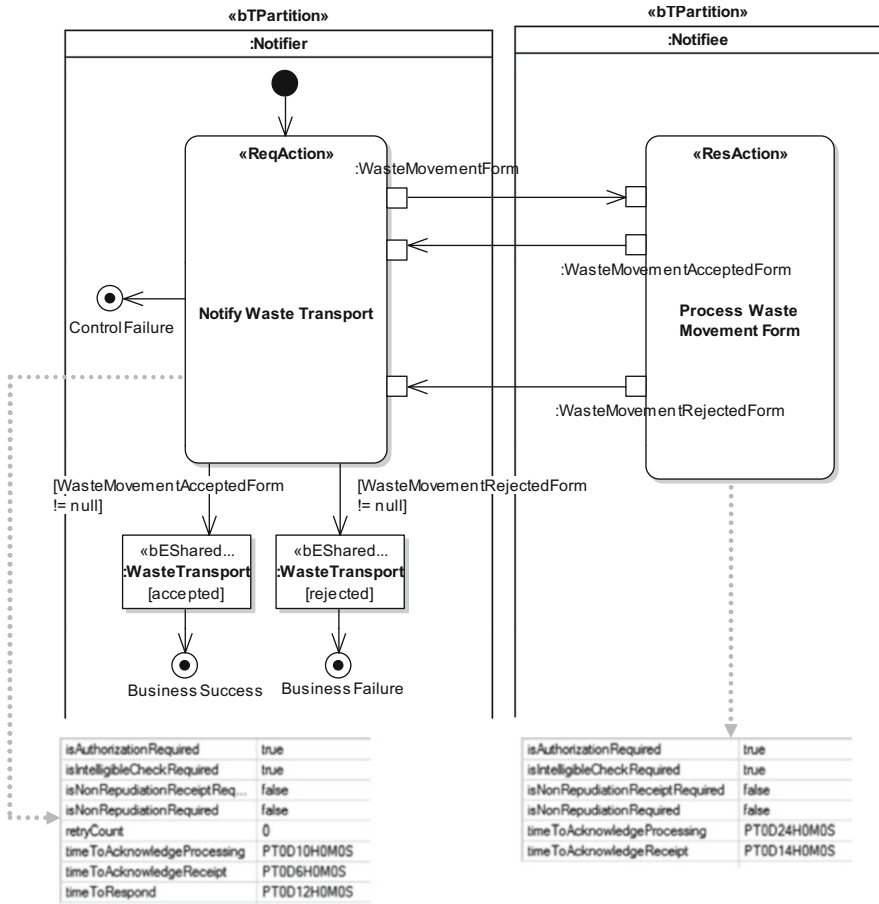 «bTPartition»
:Notifier
«bTPartition»
:Notifiee
«ReqAction»
Notify Waste Transport
:WasteMovementForm
«ResAction»
Process Waste
Movement Form
:WasteMovementAcceptedForm
:WasteMovementRejectedForm
ControlFailure
[WasteMovementAcceptedForm
!= null]
[WasteMovementRejectedForm
!= null]
«bEShared...
:WasteTransport
[accepted]
«bEShared...
:WasteTransport
[rejected]
Business Success
Business Failure
isAuthorizationRequired true
isIntelligibleCheckRequired true
isNonRepudiationReceiptReq... false
isNonRepudiationRequired false
retryCount 0
timeToAcknowledgeProcessing PT0D10H0M0S
timeToAcknowledgeReceipt PT0D6H0M0S
timeToRespond PT0D12H0M0S
isAuthorizationRequired true
isIntelligibleCheckRequired true
isNonRepudiationReceiptRequired false
isNonRepudiationRequired false
timeToAcknowledgeProcessing PT0D24H0M0S
timeToAcknowledgeReceipt PT0D14H0M0S